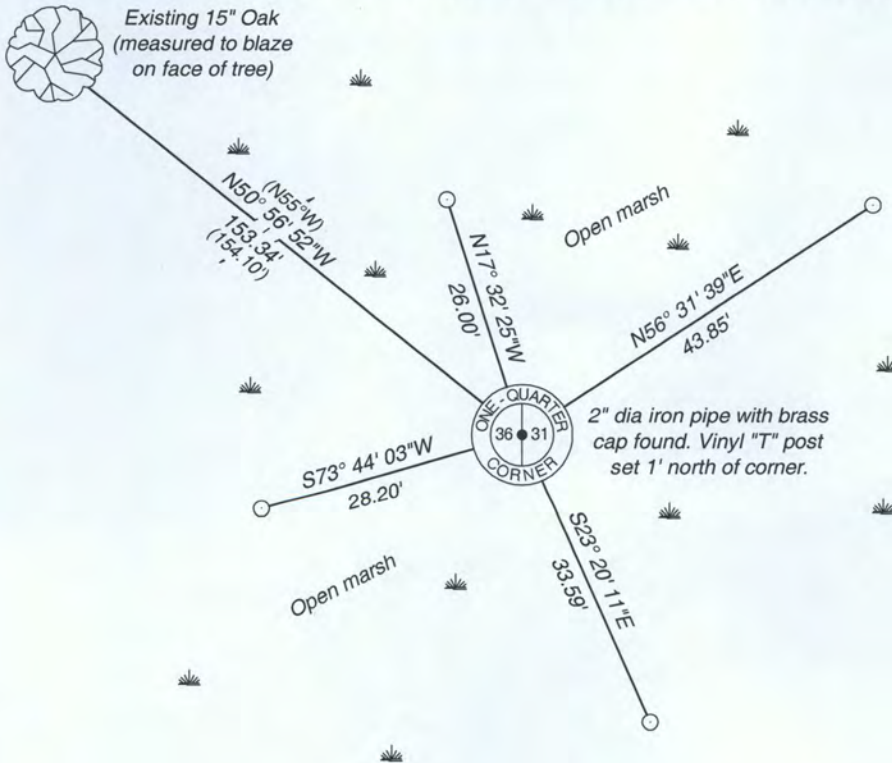 Existing 15" Oak
(measured to blaze
on face of tree)
(N55°W)
N50° 56' 52"W
153.34'
(154.10')
N17° 32' 25"W
26.00'
Open marsh
N56° 31' 39"E
43.85'
ONE-QUARTER
36 31
CORNER
2" dia iron pipe with brass
cap found. Vinyl "T" post
set 1' north of corner.
S73° 44' 03"W
28.20'
Open marsh
S23° 20' 11"E
33.59'